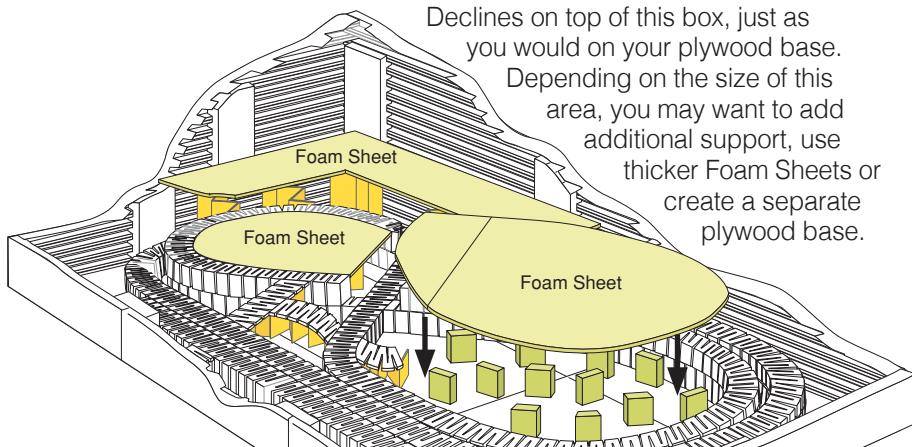 Declines on top of this box, just as
you would on your plywood base.
Depending on the size of this
area, you may want to add
additional support, use
thicker Foam Sheets or
create a separate
plywood base.
Foam Sheet
Foam Sheet
Foam Sheet